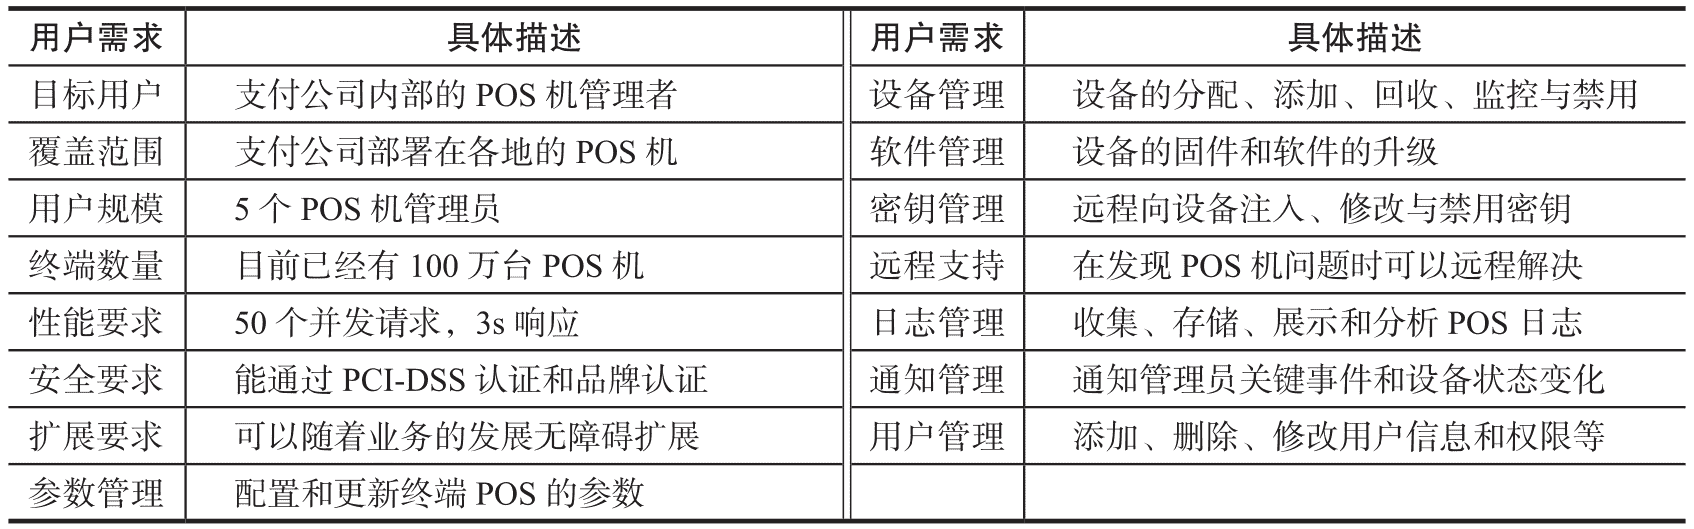 用户需求 具体描述 用户需求 具体描述
目标用户 支付公司内部的 POS 机管理者 设备管理 设备的分配、添加、回收、监控与禁用
覆盖范围 支付公司部署在各地的 POS 机 软件管理 设备的固件和软件的升级
用户规模 5 个 POS 机管理员 密钥管理 远程向设备注入、修改与禁用密钥
终端数量 目前已经有 100 万台 POS 机 远程支持 在发现 POS 机问题时可以远程解决
性能要求 50 个并发请求，3s 响应 日志管理 收集、存储、展示和分析 POS 日志
安全要求 能通过 PCI-DSS 认证和品牌认证 通知管理 通知管理员关键事件和设备状态变化
扩展要求 可以随着业务的发展无障碍扩展 用户管理 添加、删除、修改用户信息和权限等
参数管理 配置和更新终端 POS 的参数